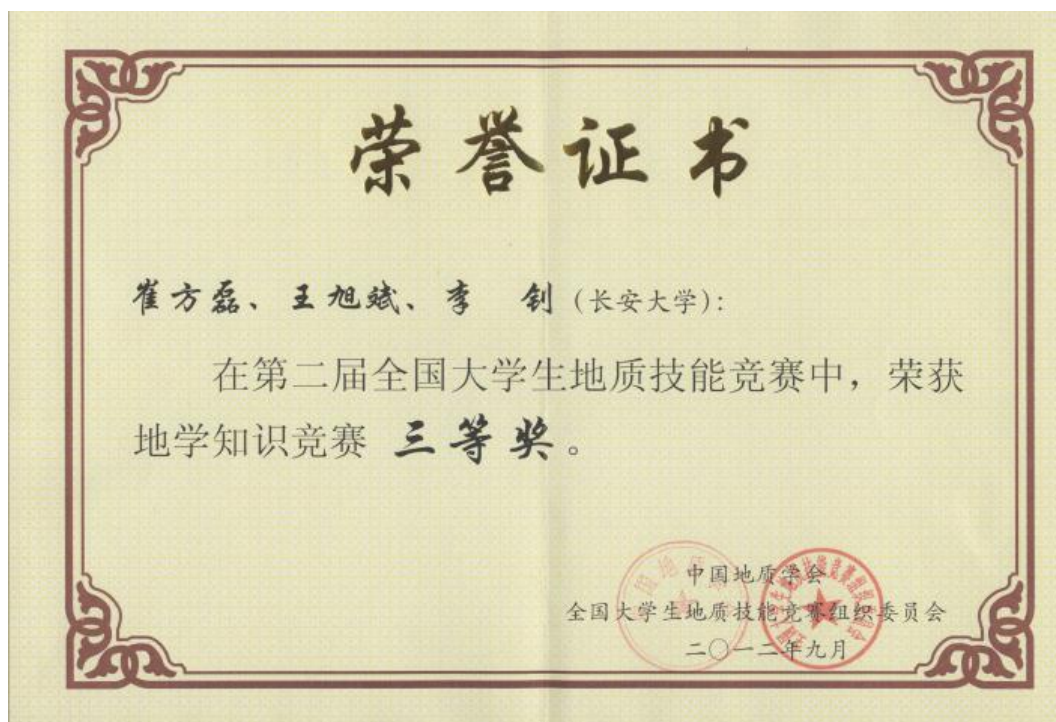 荣誉证书
崔方磊、王旭斌、李 钊（长安大学）：
在第二届全国大学生地质技能竞赛中，荣获
地学知识竞赛 三等奖。
中国地质学会
全国大学生地质技能竞赛组织委员会
二〇一二年九月